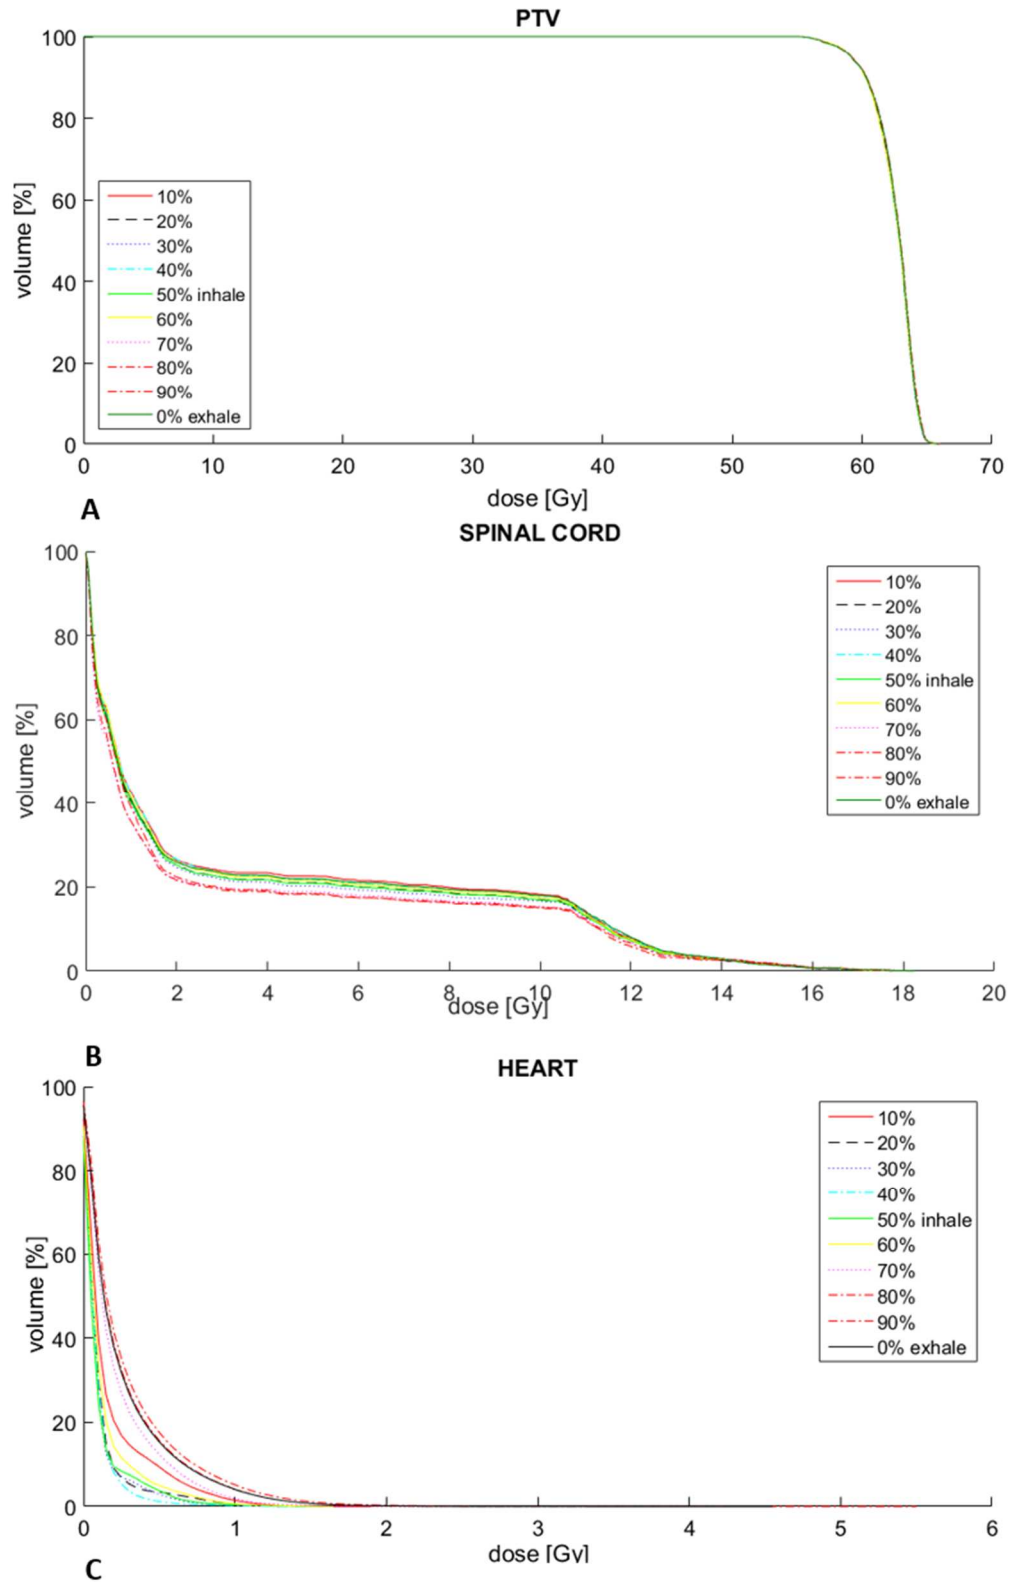 PTV
100
80
60
40
20
0
volume [%]
10%
20%
30%
40%
50% inhale
60%
70%
80%
90%
0% exhale
0 10 20 30 40 50 60 70
dose [Gy]
A
SPINAL CORD
100
80
60
40
20
0
volume [%]
10%
20%
30%
40%
50% inhale
60%
70%
80%
90%
0% exhale
0 2 4 6 8 10 12 14 16 18 20
dose [Gy]
B
HEART
100
80
60
40
20
0
volume [%]
10%
20%
30%
40%
50% inhale
60%
70%
80%
90%
0% exhale
0 1 2 3 4 5 6
dose [Gy]
C